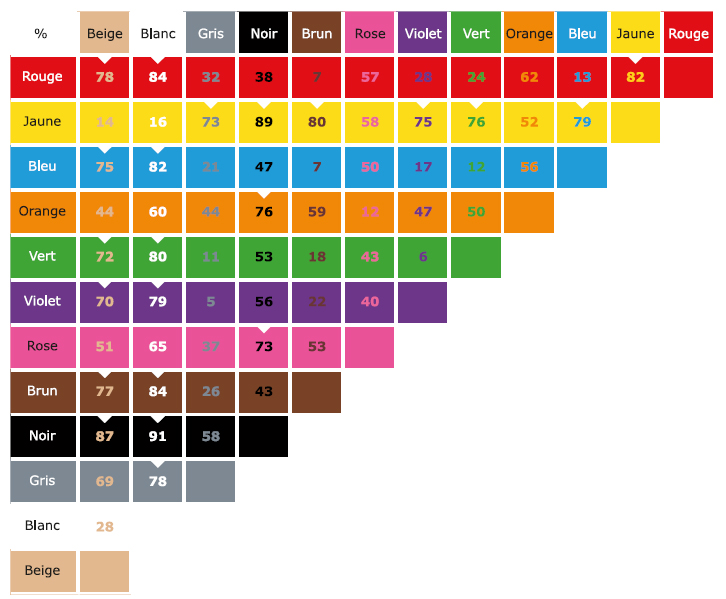 % Beige Blanc Gris Noir Brun Rose Violet Vert Orange Bleu Jaune Rouge
Rouge 78 84 32 38 7 57 28 24 62 13 82
Jaune 14 16 73 89 80 58 75 76 52 79
Bleu 75 82 21 47 7 50 17 12 56
Orange 44 60 44 76 59 12 47 50
Vert 72 80 11 53 18 43 6
Violet 70 79 5 56 22 40
Rose 51 65 37 73 53
Brun 77 84 26 43
Noir 87 91 58
Gris 69 78
Blanc 28
Beige